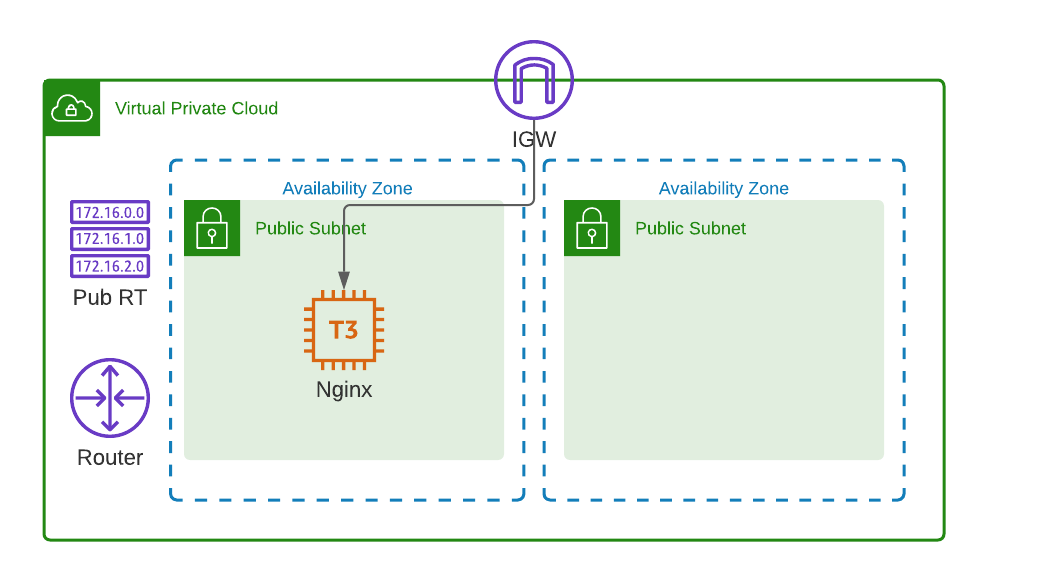 Virtual Private Cloud
IGW
Availability Zone
Availability Zone
172.16.0.0
172.16.1.0
172.16.2.0
Pub RT
Public Subnet
Public Subnet
T3
Nginx
Router